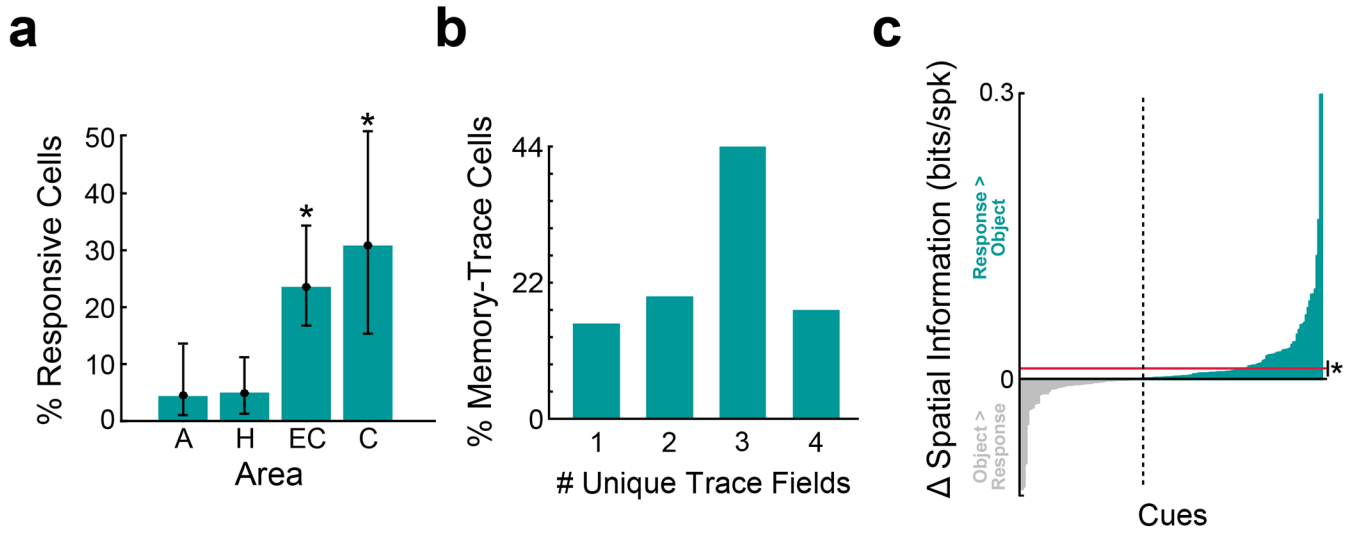 a
% Responsive Cells
50
40
30
20
10
0
*
*
A H EC C
Area
b
% Memory-Trace Cells
44
22
0
1 2 3 4
# Unique Trace Fields
c
Δ Spatial Information (bits/spk)
Response >
Object
Object >
Response
0.3
0
*
Cues